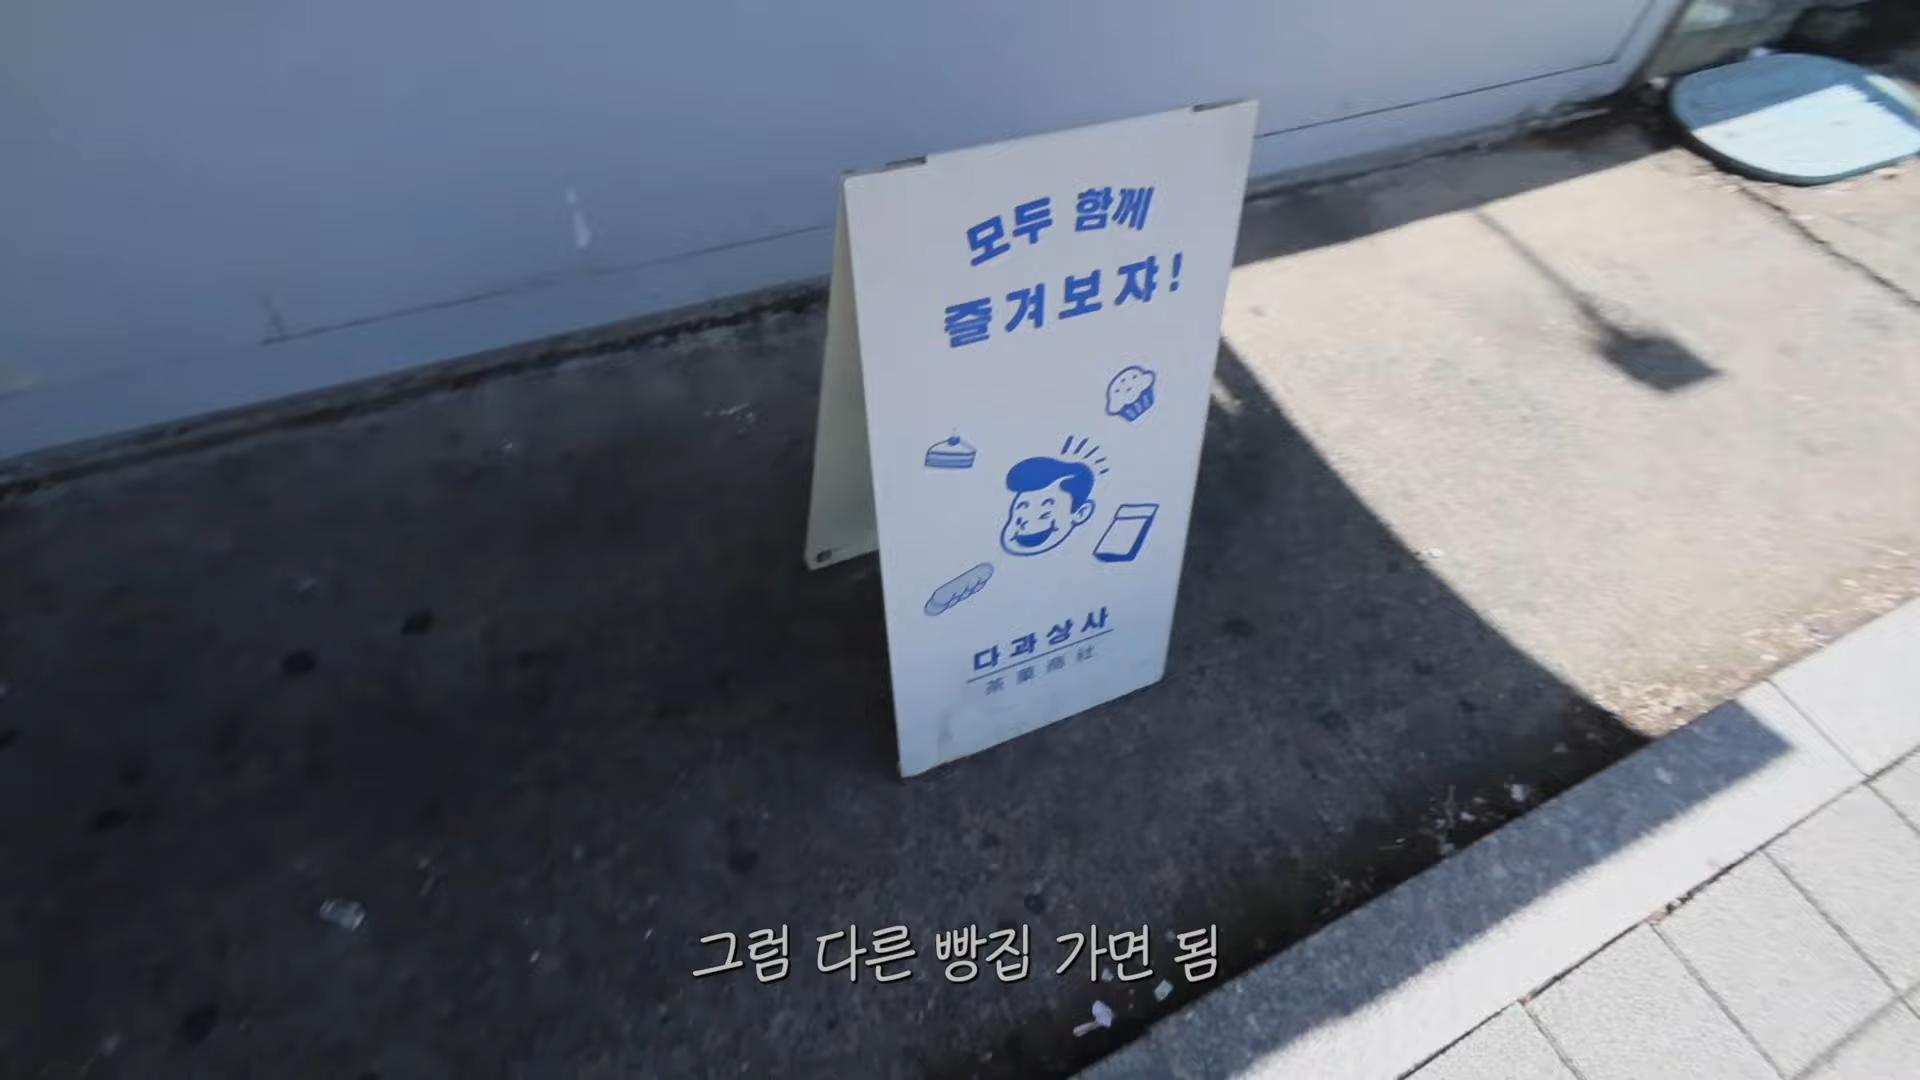 모두 함께
즐겨보쟈!
다과상사
茶菓商社
그럼 다른 빵집 가면 됨